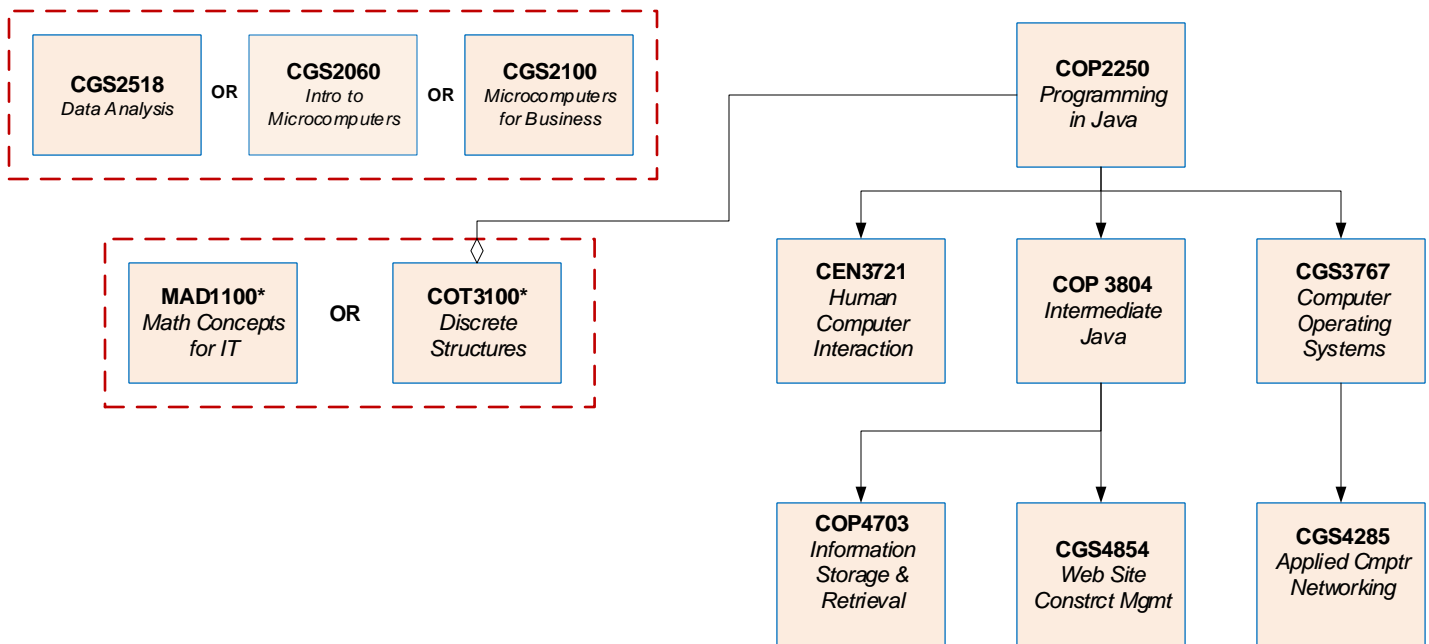 CGS2518
Data Analysis
OR
CGS2060
Intro to
Microcomputers
OR
CGS2100
Microcomputers
for Business
COP2250
Programming
in Java
MAD1100*
Math Concepts
for IT
OR
COT3100*
Discrete
Structures
CEN3721
Human
Computer
Interaction
COP 3804
Intermediate
Java
CGS3767
Computer
Operating
Systems
COP4703
Information
Storage &
Retrieval
CGS4854
Web Site
Constrct Mgmt
CGS4285
Applied Cmptr
Networking